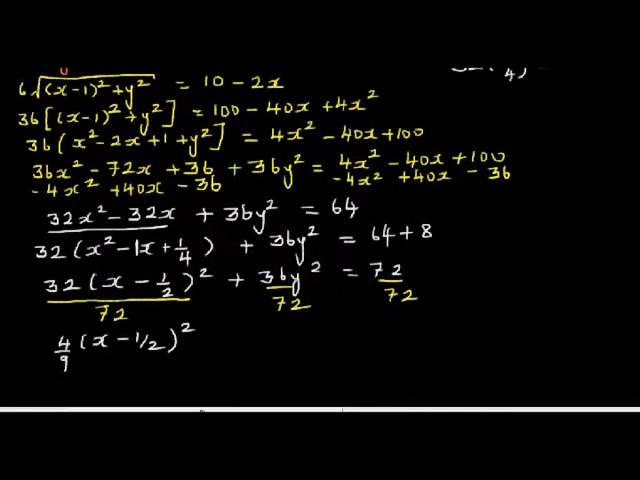 6√((x-1)² + y²) = 10 - 2x
36[(x-1)² + y²] = 100 - 40x + 4x²
36(x² - 2x + 1 + y²] = 4x² - 40x + 100
36x² - 72x + 36 + 36y² = 4x² - 40x + 100
-4x² + 40x - 36 -4x² + 40x - 36
32x² - 32x + 36y² = 64
32(x² - 1x + 1/4) + 36y² = 64 + 8
32(x - 1/2)²/72 + 36y²/72 = 72/72
4/9 (x - 1/2)²